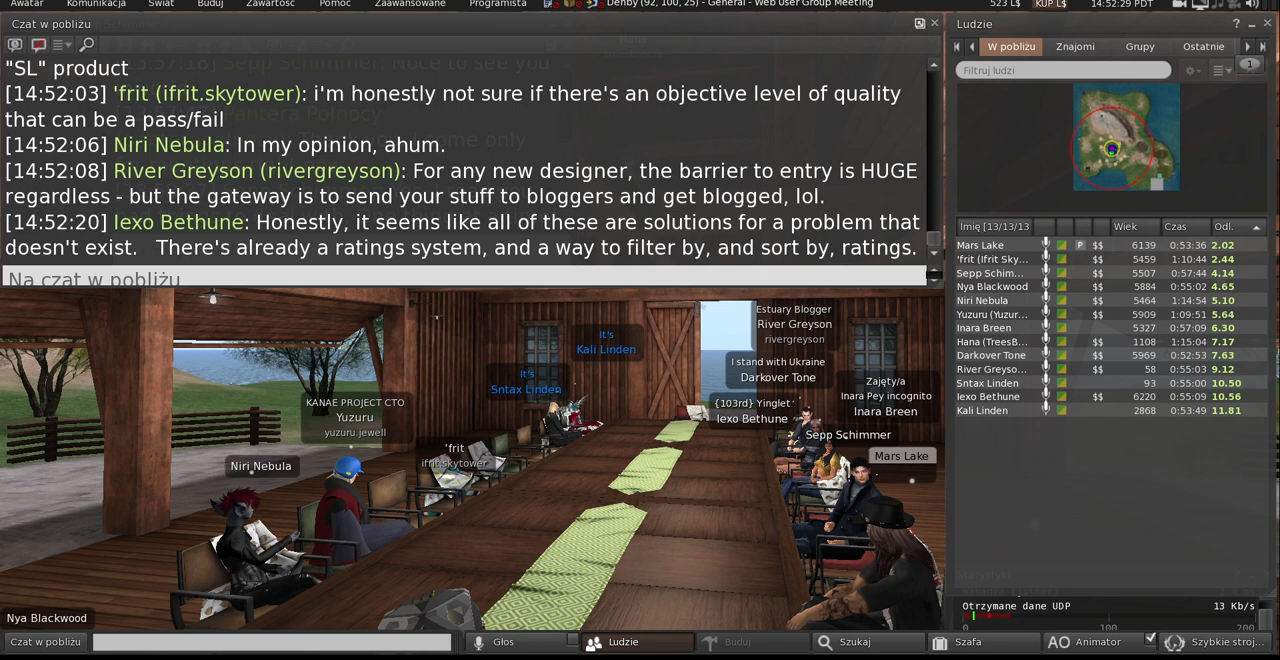 Awatar Komunikacja Świat Buduj Zawartość Pomoc Zaawansowane Programista Denby (92, 100, 25) - General - Web User Group Meeting 523 L$ KUP L$ 14:52:29 PDT
Czat w pobliżu
"SL" product
[14:52:03] 'frit (ifrit.skytower): i'm honestly not sure if there's an objective level of quality
that can be a pass/fail
[14:52:06] Niri Nebula: In my opinion, ahum.
[14:52:08] River Greyson (rivergreyson): For any new designer, the barrier to entry is HUGE
regardless - but the gateway is to send your stuff to bloggers and get blogged, lol.
[14:52:20] Iexo Bethune: Honestly, it seems like all of these are solutions for a problem that
doesn't exist. There's already a ratings system, and a way to filter by, and sort by, ratings.
Na czat w pobliżu
Ludzie
W pobliżu Znajomi Grupy Ostatnie
Filtruj ludzi
1
Imię [13/13/13 Wiek Czas Odl.
Mars Lake P $$ 6139 0:53:36 2.02
'frit (Ifrit Sky... $$ 5459 1:10:44 2.44
Sepp Schim... $$ 5507 0:57:44 4.14
Nya Blackwood $$ 5884 0:55:02 4.65
Niri Nebula $$ 5464 1:14:54 5.10
Yuzuru (Yuzur... $$ 5909 1:09:51 5.64
Inara Breen 5327 0:57:09 6.30
Hana (TreesB... $$ 1108 1:15:04 7.17
Darkover Tone $$ 5969 0:52:53 7.63
River Greyso... $$ 58 0:55:03 9.12
Sntax Linden 93 0:55:00 10.50
Iexo Bethune $$ 6220 0:55:09 10.56
Kali Linden 2868 0:53:49 11.81
Estuary Blogger
River Greyson
rivergreyson
It's
Kali Linden
I stand with Ukraine
Darkover Tone
It's
Sntax Linden
Zajęty/a
Inara Pey incognito
Inara Breen
KANAE PROJECT CTO
Yuzuru
yuzuru.jewell
{103rd} Yinglet
Iexo Bethune
Sepp Schimmer
'frit
ifrit.skytower
Mars Lake
Niri Nebula
Nya Blackwood
Otrzymane dane UDP 13 Kb/s
0 100 200
Czat w pobliżu Głos Ludzie Buduj Szukaj Szafa AO Animator Szybkie stroj...